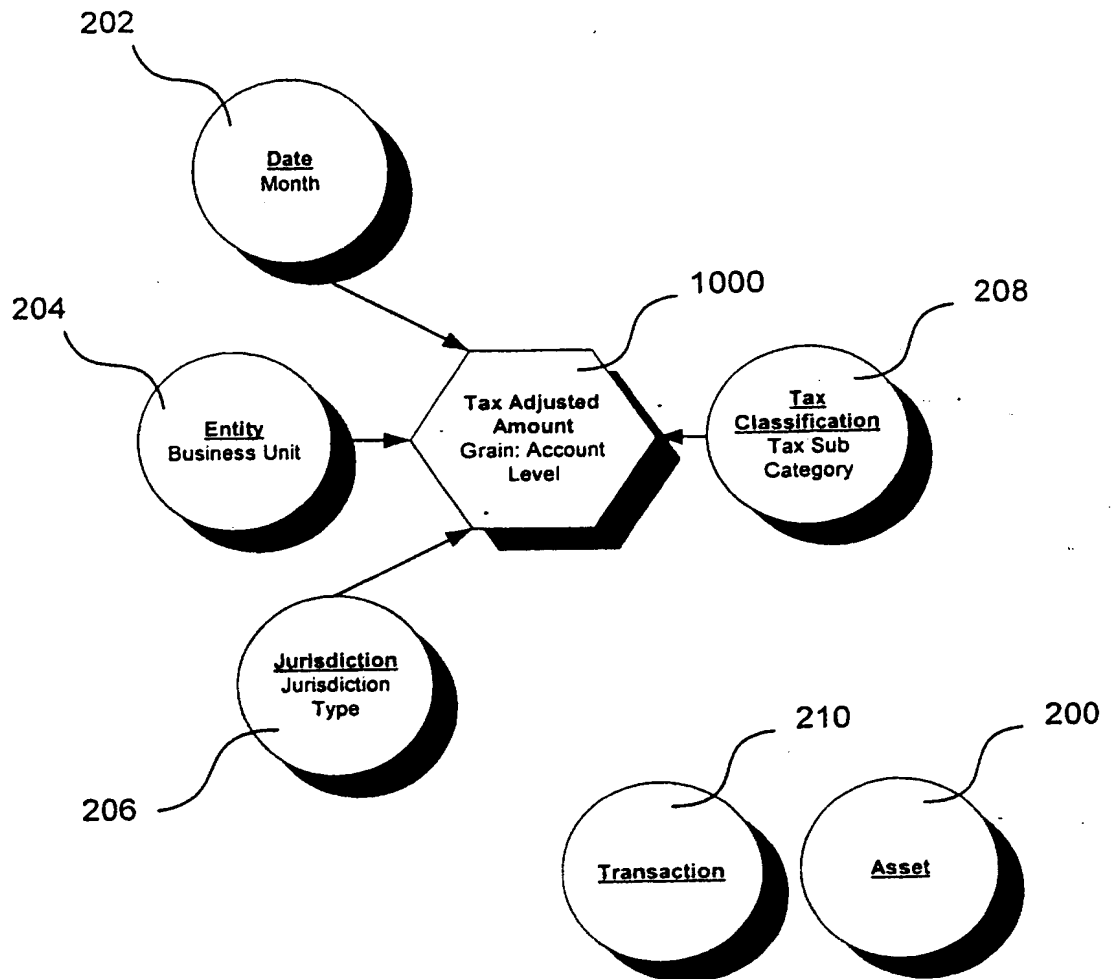 202
Date
Month
1000
208
204
Tax Adjusted
Amount
Grain: Account
Level
Tax
Classification
Tax Sub
Category
Entity
Business Unit
Jurisdiction
Jurisdiction
Type
210
200
206
Transaction
Asset